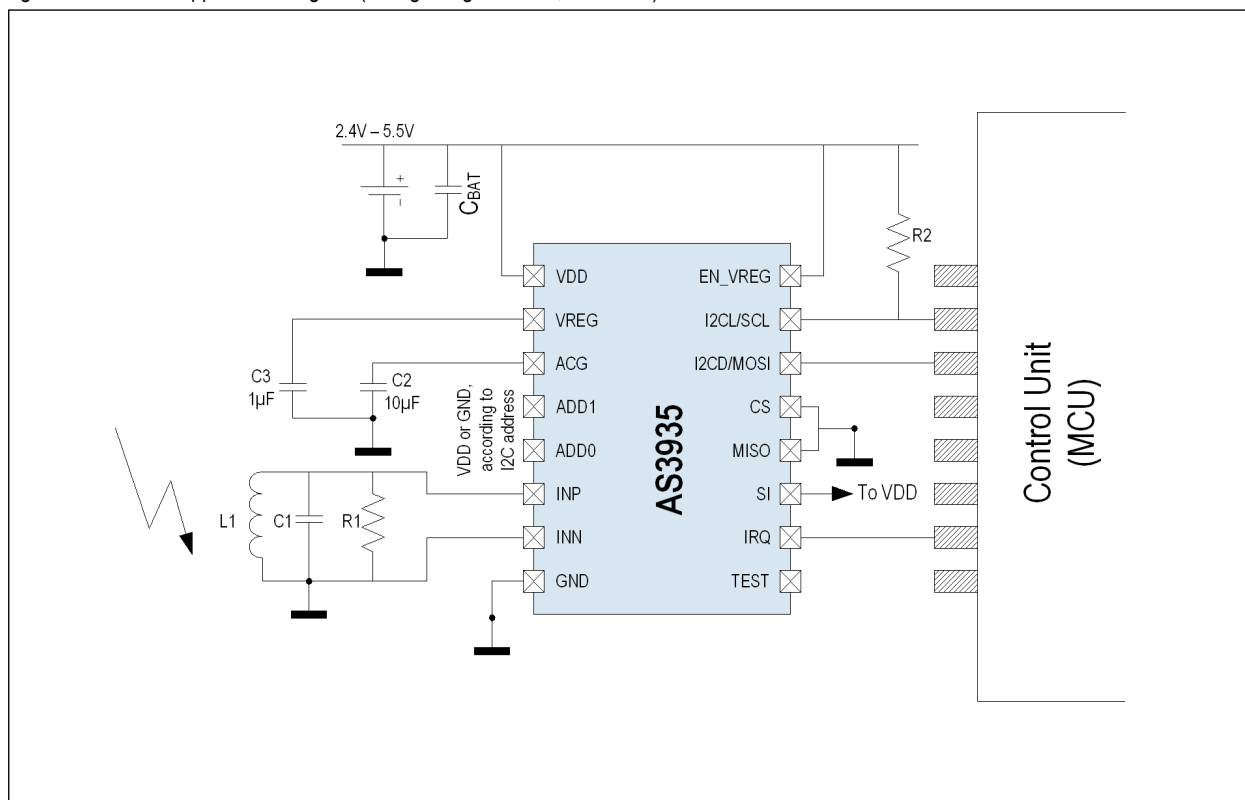 2.4V – 5.5V
+
-
CBAT
R2
VDD
VREG
ACG
ADD1
ADD0
INP
INN
GND
EN_VREG
I2CL/SCL
I2CD/MOSI
CS
MISO
SI
IRQ
TEST
AS3935
C3
1µF
C2
10µF
VDD or GND,
according to
I2C address
L1
C1
R1
To VDD
Control Unit
(MCU)